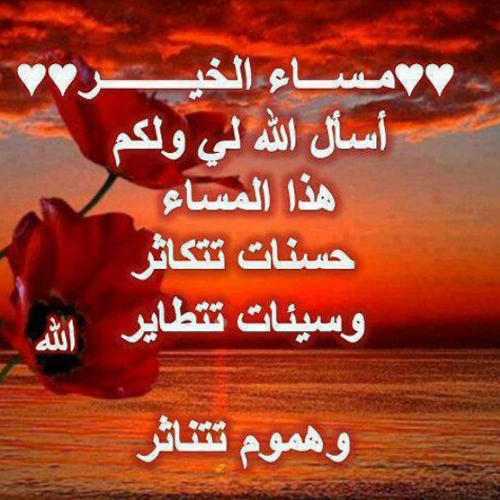 ♥♥مساء الخير♥♥
أسأل الله لي ولكم
هذا المساء
حسنات تتكاثر
وسيئات تتطاير
الله
وهموم تتناثر